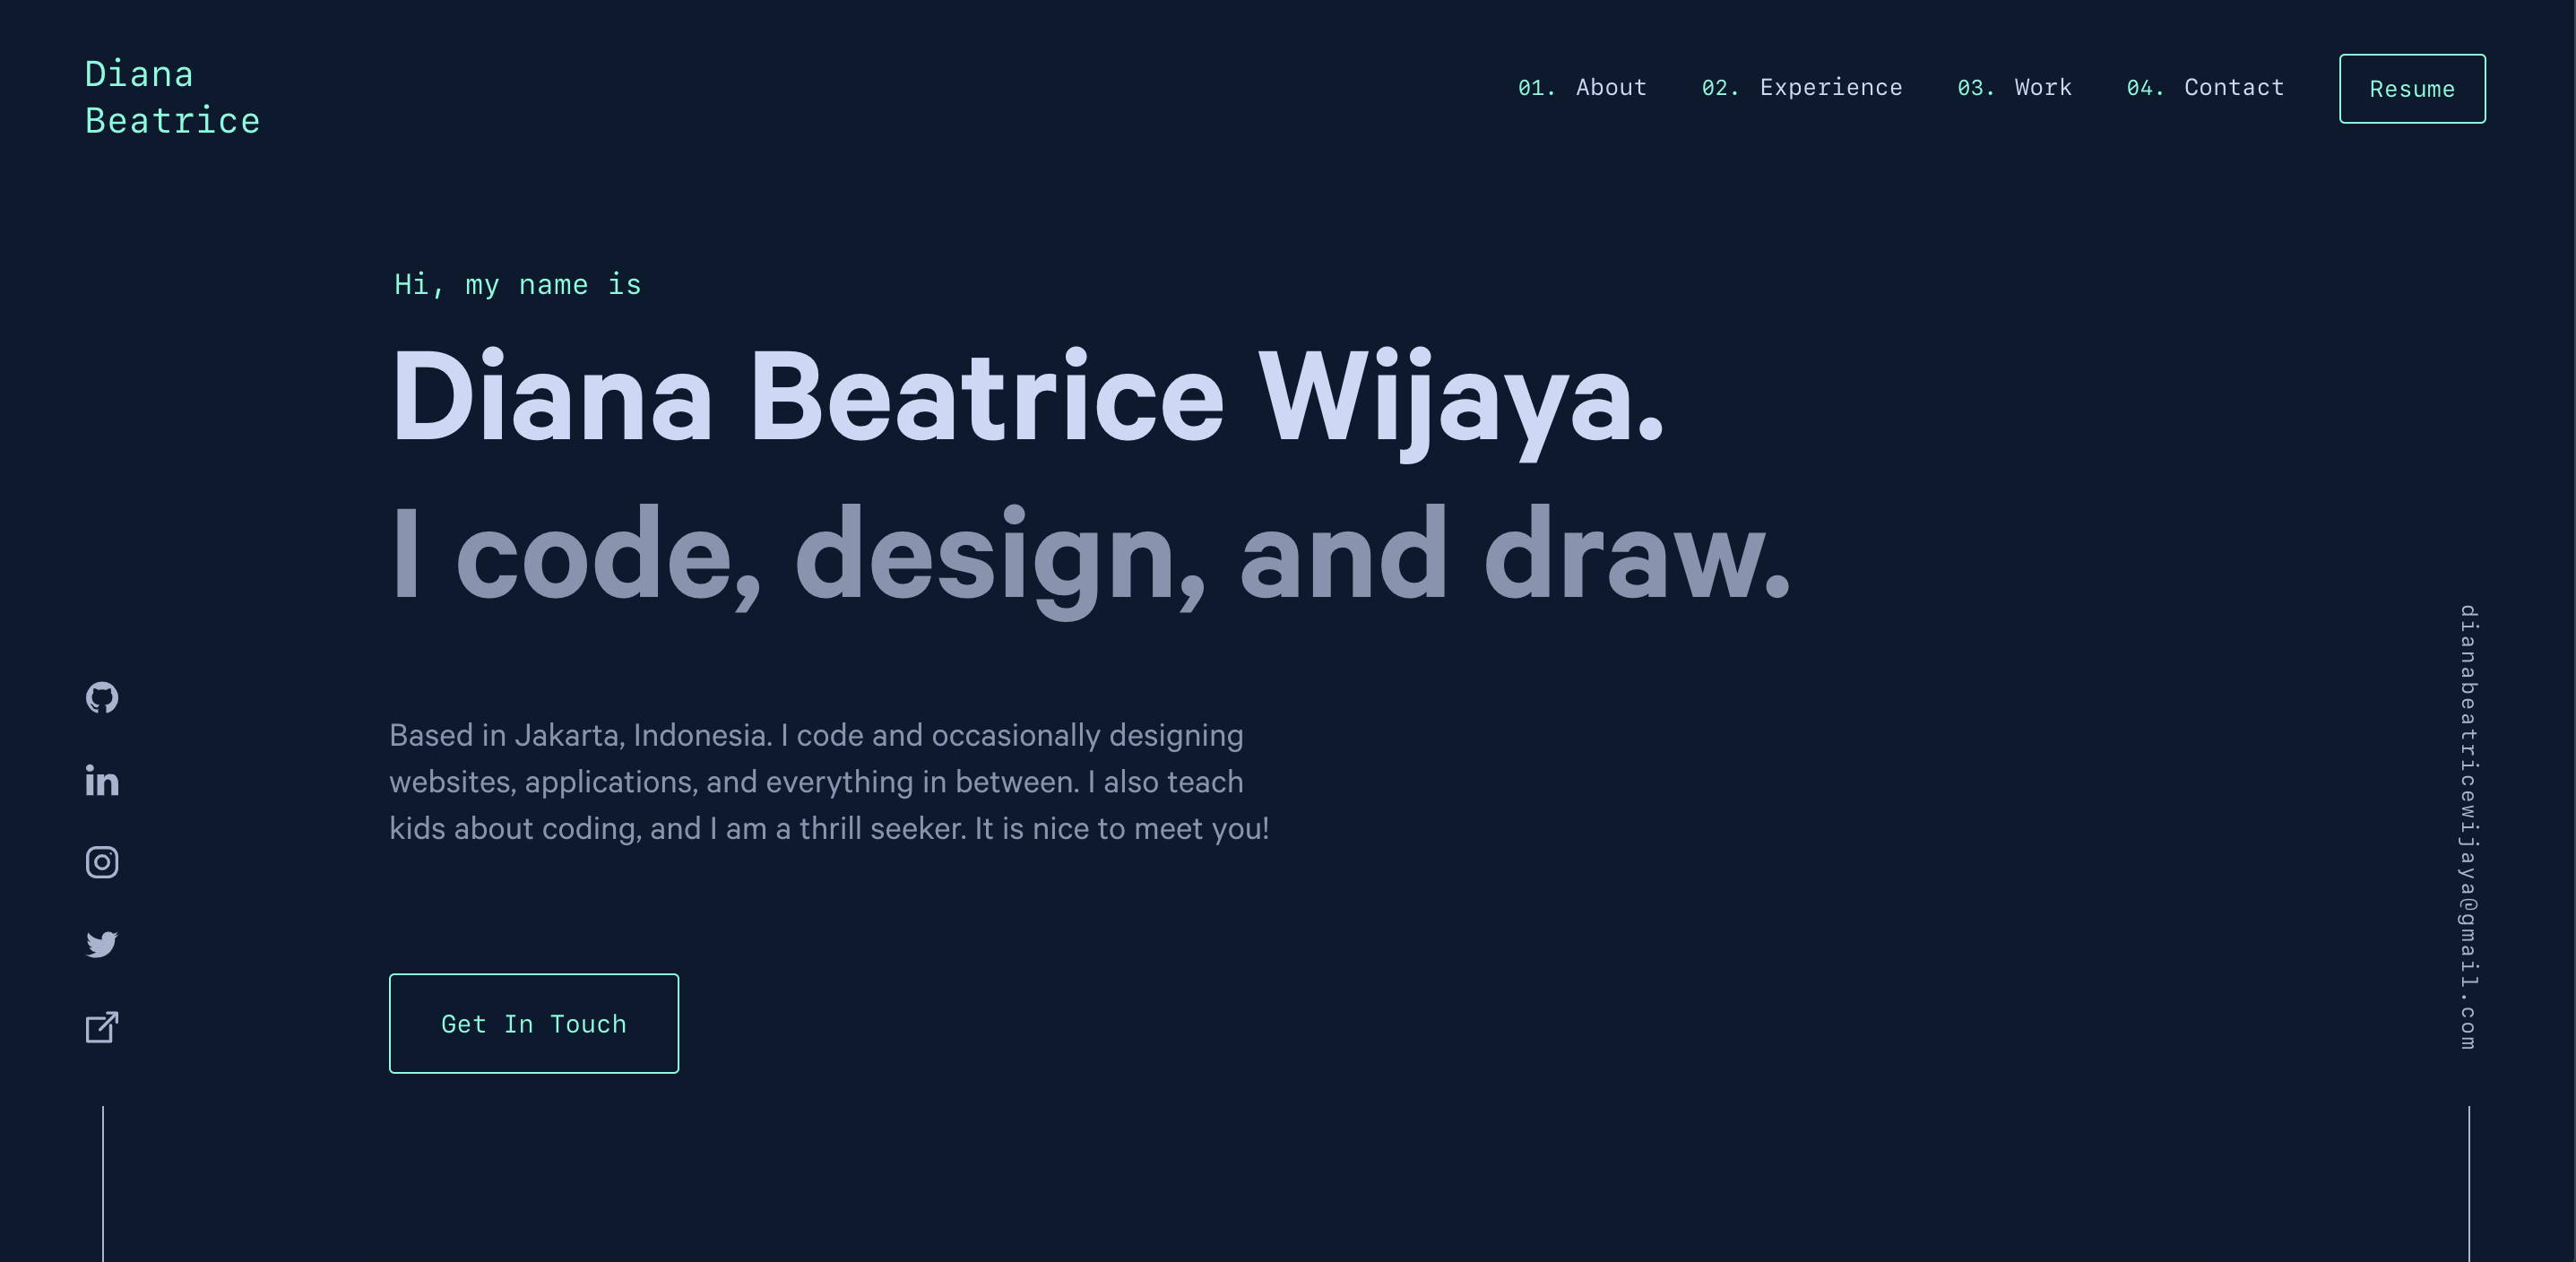 Diana
Beatrice
01. About 02. Experience 03. Work 04. Contact Resume
Hi, my name is
Diana Beatrice Wijaya.
I code, design, and draw.
Based in Jakarta, Indonesia. I code and occasionally designing
websites, applications, and everything in between. I also teach
kids about coding, and I am a thrill seeker. It is nice to meet you!
Get In Touch
dianabeatricewijaya@gmail.com